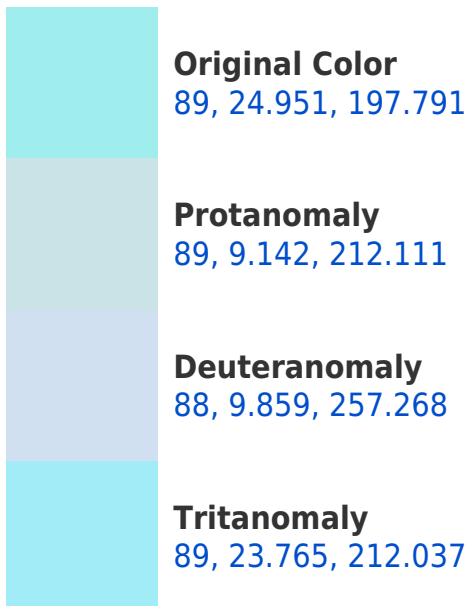 Original Color
89, 24.951, 197.791
Protanomaly
89, 9.142, 212.111
Deuteranomaly
88, 9.859, 257.268
Tritanomaly
89, 23.765, 212.037